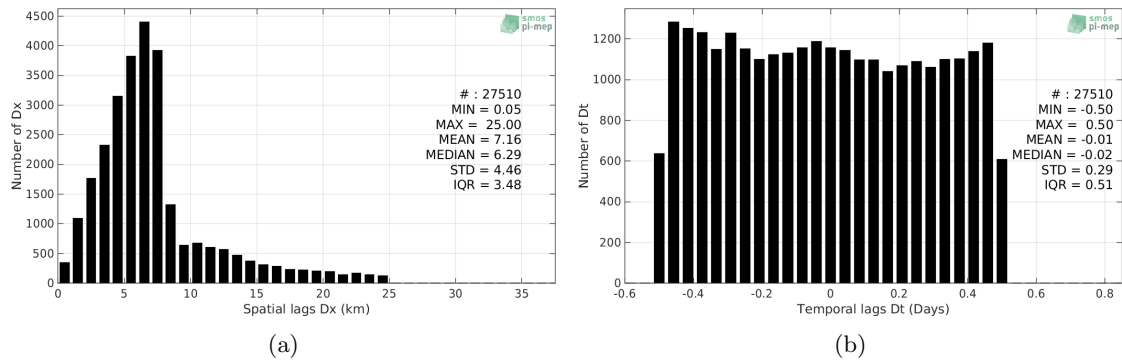 4500
4000
3500
3000
2500
2000
1500
1000
500
0
Number of Dx
smos
pi-mep
# : 27510
MIN = 0.05
MAX = 25.00
MEAN = 7.16
MEDIAN = 6.29
STD = 4.46
IQR = 3.48
0 5 10 15 20 25 30 35
Spatial lags Dx (km)
(a)
1200
1000
800
600
400
200
0
Number of Dt
smos
pi-mep
# : 27510
MIN = -0.50
MAX = 0.50
MEAN = -0.01
MEDIAN = -0.02
STD = 0.29
IQR = 0.51
-0.6 -0.4 -0.2 0 0.2 0.4 0.6 0.8
Temporal lags Dt (Days)
(b)